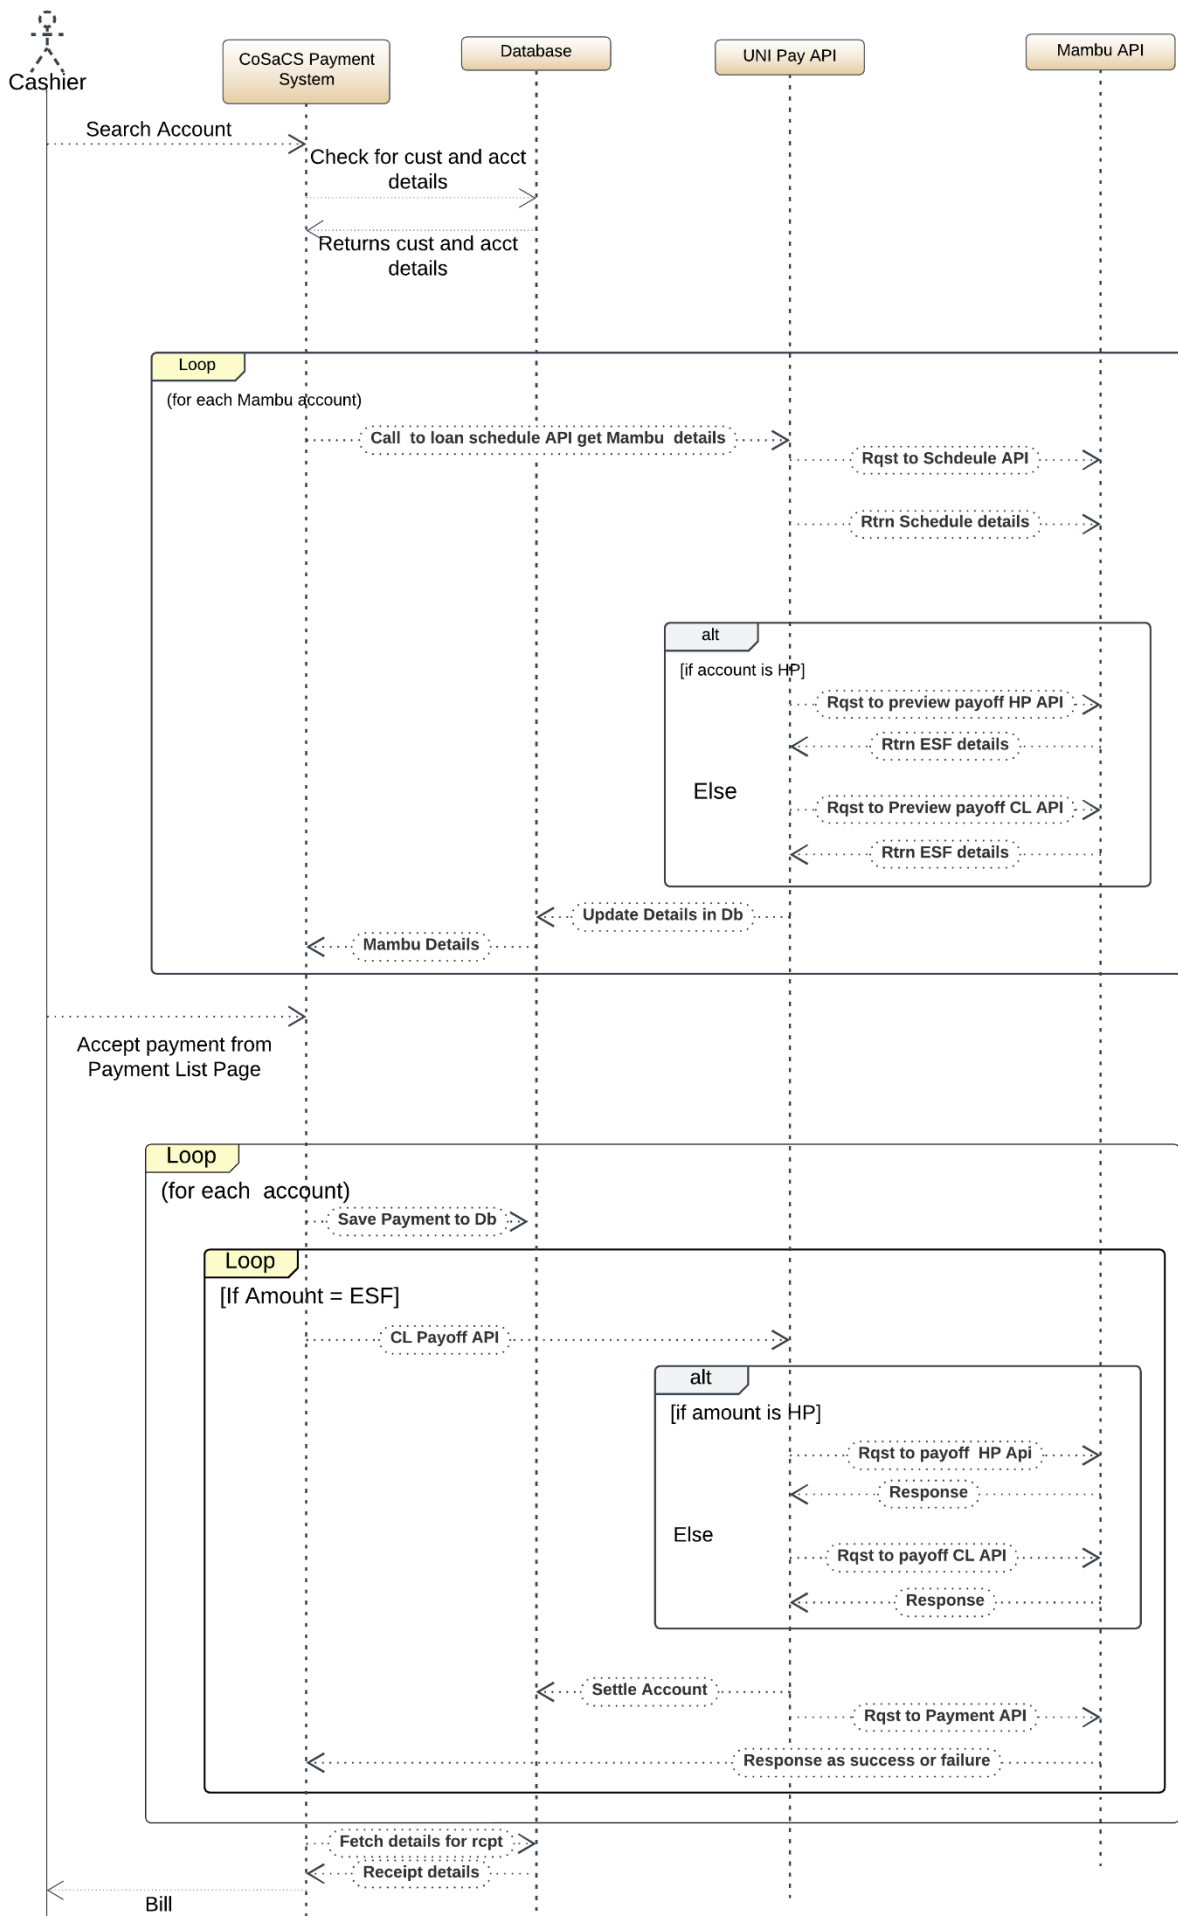 Cashier
CoSaCS Payment
System
Database
UNI Pay API
Mambu API
Search Account
Check for cust and acct
details
Returns cust and acct
details
Loop
(for each Mambu account)
Call  to loan schedule API get Mambu  details
Rqst to Schdeule API
Rtrn Schedule details
alt
[if account is HP]
Rqst to preview payoff HP API
Rtrn ESF details
Else
Rqst to Preview payoff CL API
Rtrn ESF details
Update Details in Db
Mambu Details
Accept payment from
Payment List Page
Loop
(for each  account)
Save Payment to Db
Loop
[If Amount = ESF]
CL Payoff API
alt
[if amount is HP]
Rqst to payoff  HP Api
Response
Else
Rqst to payoff CL API
Response
Settle Account
Rqst to Payment API
Response as success or failure
Fetch details for rcpt
Receipt details
Bill